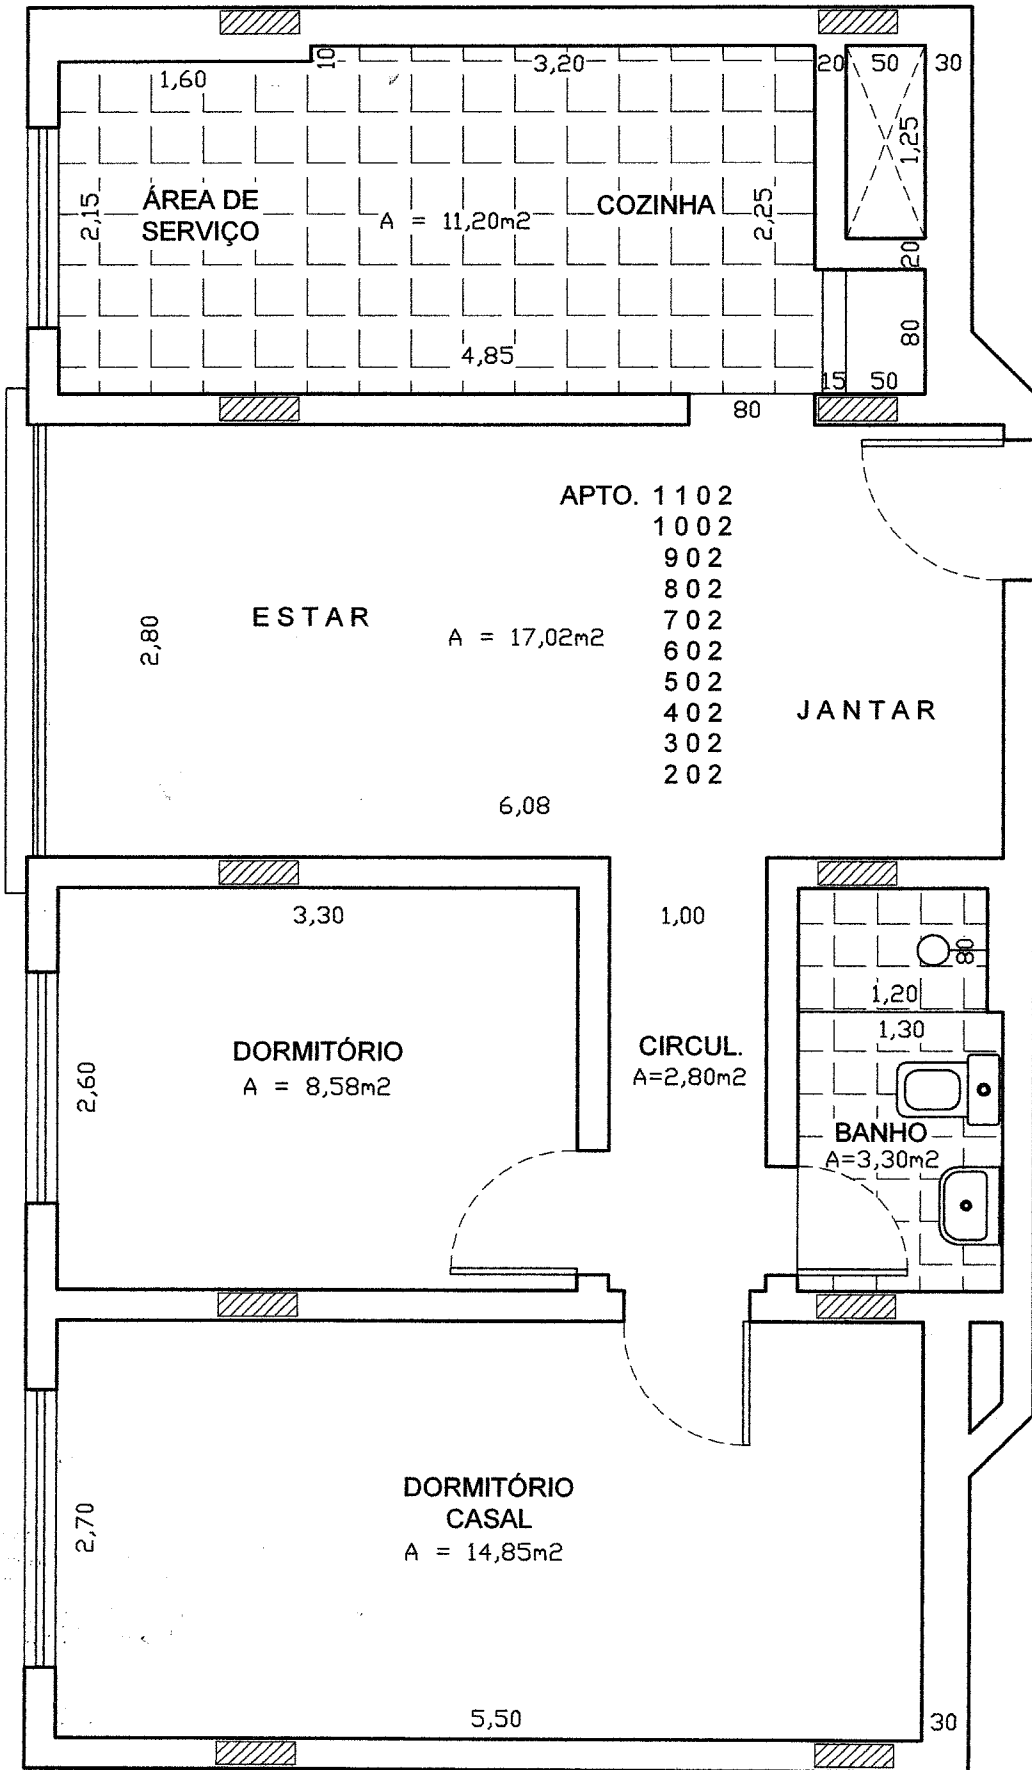 10
1,60
3,20
20
50
30
1,25
ÁREA DE
SERVIÇO
2,15
A = 11,20m2
COZINHA
2,25
20
80
4,85
15
50
80
APTO. 1102
1002
902
802
702
602
502
402
302
202
ESTAR
2,80
A = 17,02m2
JANTAR
6,08
3,30
1,00
80
1,20
1,30
DORMITÓRIO
A = 8,58m2
2,60
CIRCUL.
A=2,80m2
BANHO
A=3,30m2
DORMITÓRIO
CASAL
A = 14,85m2
2,70
5,50
30